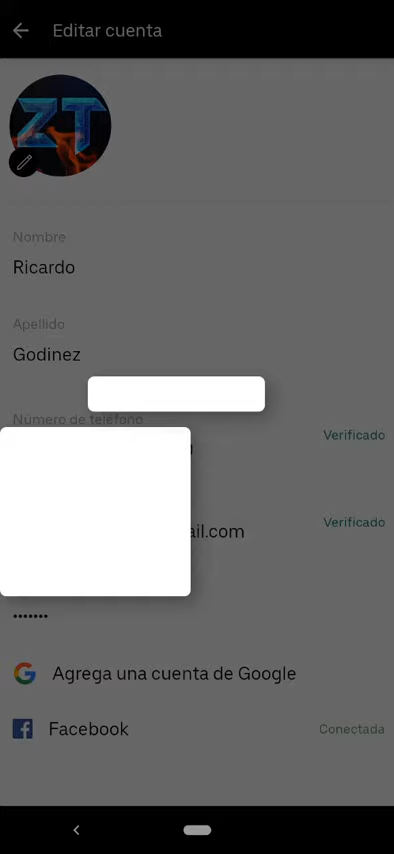 Editar cuenta
ZT
Nombre
Ricardo
Apellido
Godinez
Número de teléfono
Verificado
Verificado
ail.com
•••••••
Agrega una cuenta de Google
Facebook
Conectada